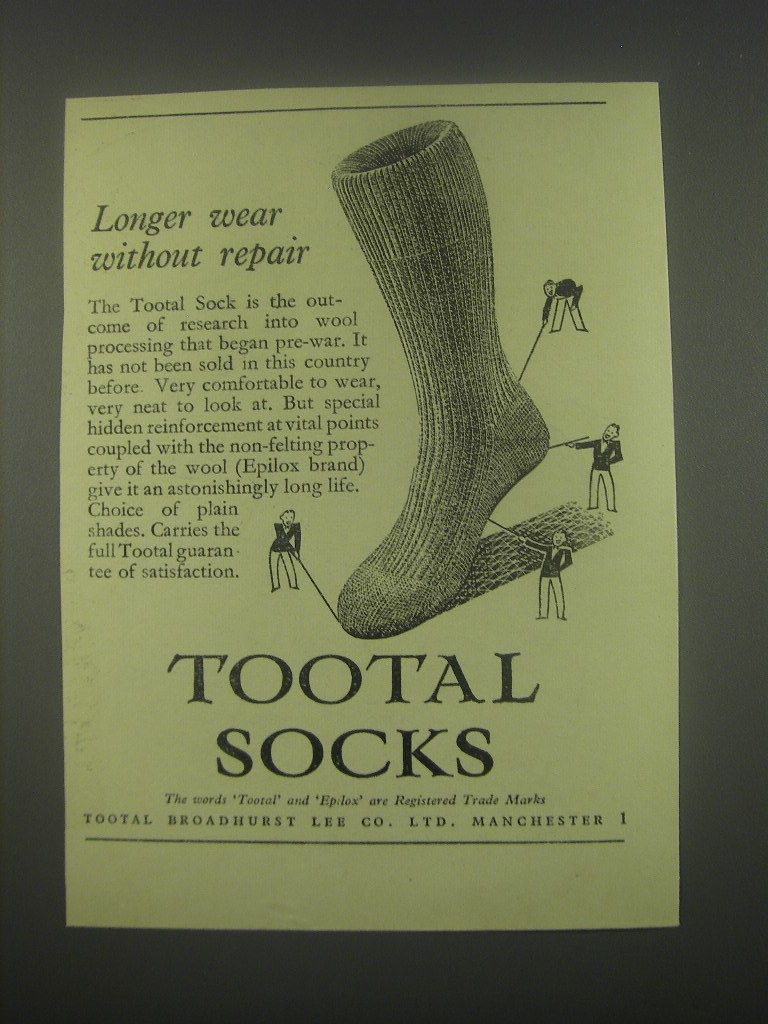 Longer wear
without repair
The Tootal Sock is the out-
come of research into wool
processing that began pre-war. It
has not been sold in this country
before. Very comfortable to wear,
very neat to look at. But special
hidden reinforcement at vital points
coupled with the non-felting prop-
erty of the wool (Epilox brand)
give it an astonishingly long life.
Choice of plain
shades. Carries the
full Tootal guaran-
tee of satisfaction.
TOOTAL
SOCKS
The words 'Tootal' and 'Epilox' are Registered Trade Marks
TOOTAL BROADHURST LEE CO. LTD. MANCHESTER 1